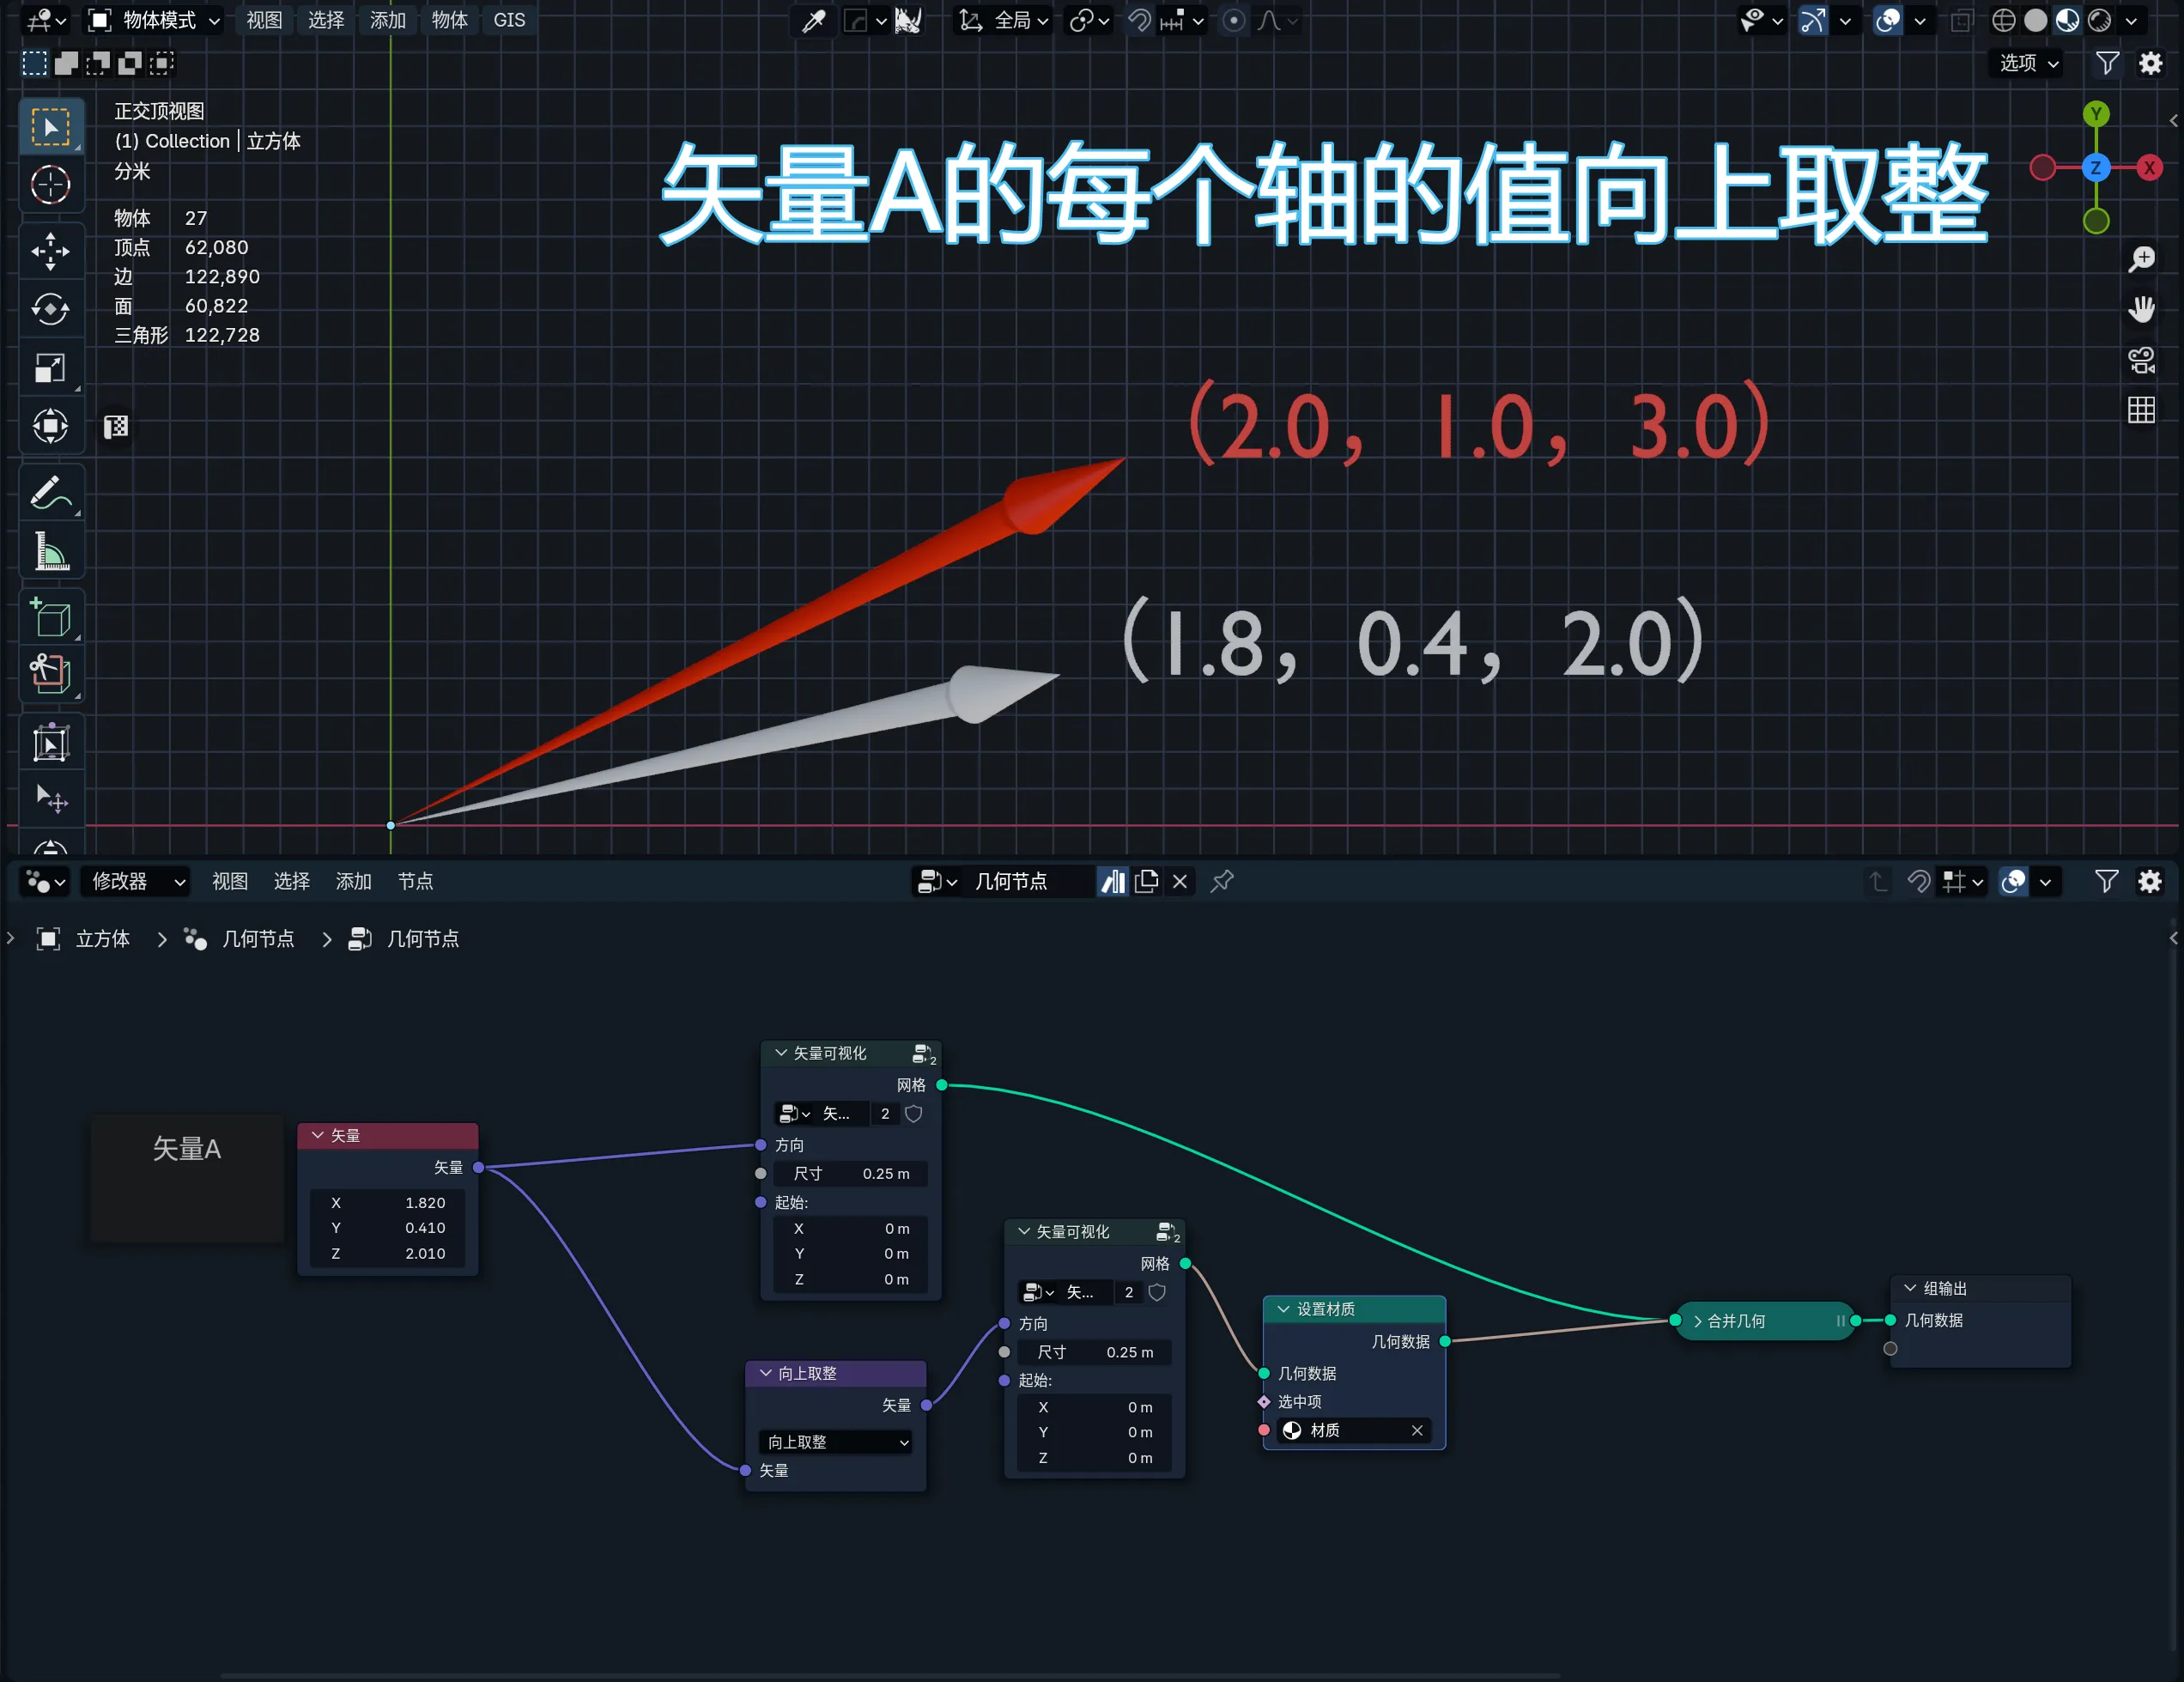 物体模式 视图 选择 添加 物体 GIS 全局
选项
正交顶视图
(1) Collection | 立方体
分米
物体 27
顶点 62,080
边 122,890
面 60,822
三角形 122,728
矢量A的每个轴的值向上取整
Y
Z X
(2.0, 1.0, 3.0)
(1.8, 0.4, 2.0)
修改器 视图 选择 添加 节点 几何节点
立方体 > 几何节点 > 几何节点
矢量A
矢量
矢量
X 1.820
Y 0.410
Z 2.010
矢量可视化 2
网格
矢... 2
方向
尺寸 0.25 m
起始:
X 0 m
Y 0 m
Z 0 m
向上取整
矢量
向上取整
矢量
矢量可视化 2
网格
矢... 2
方向
尺寸 0.25 m
起始:
X 0 m
Y 0 m
Z 0 m
设置材质
几何数据
几何数据
选中项
材质
合并几何
组输出
几何数据